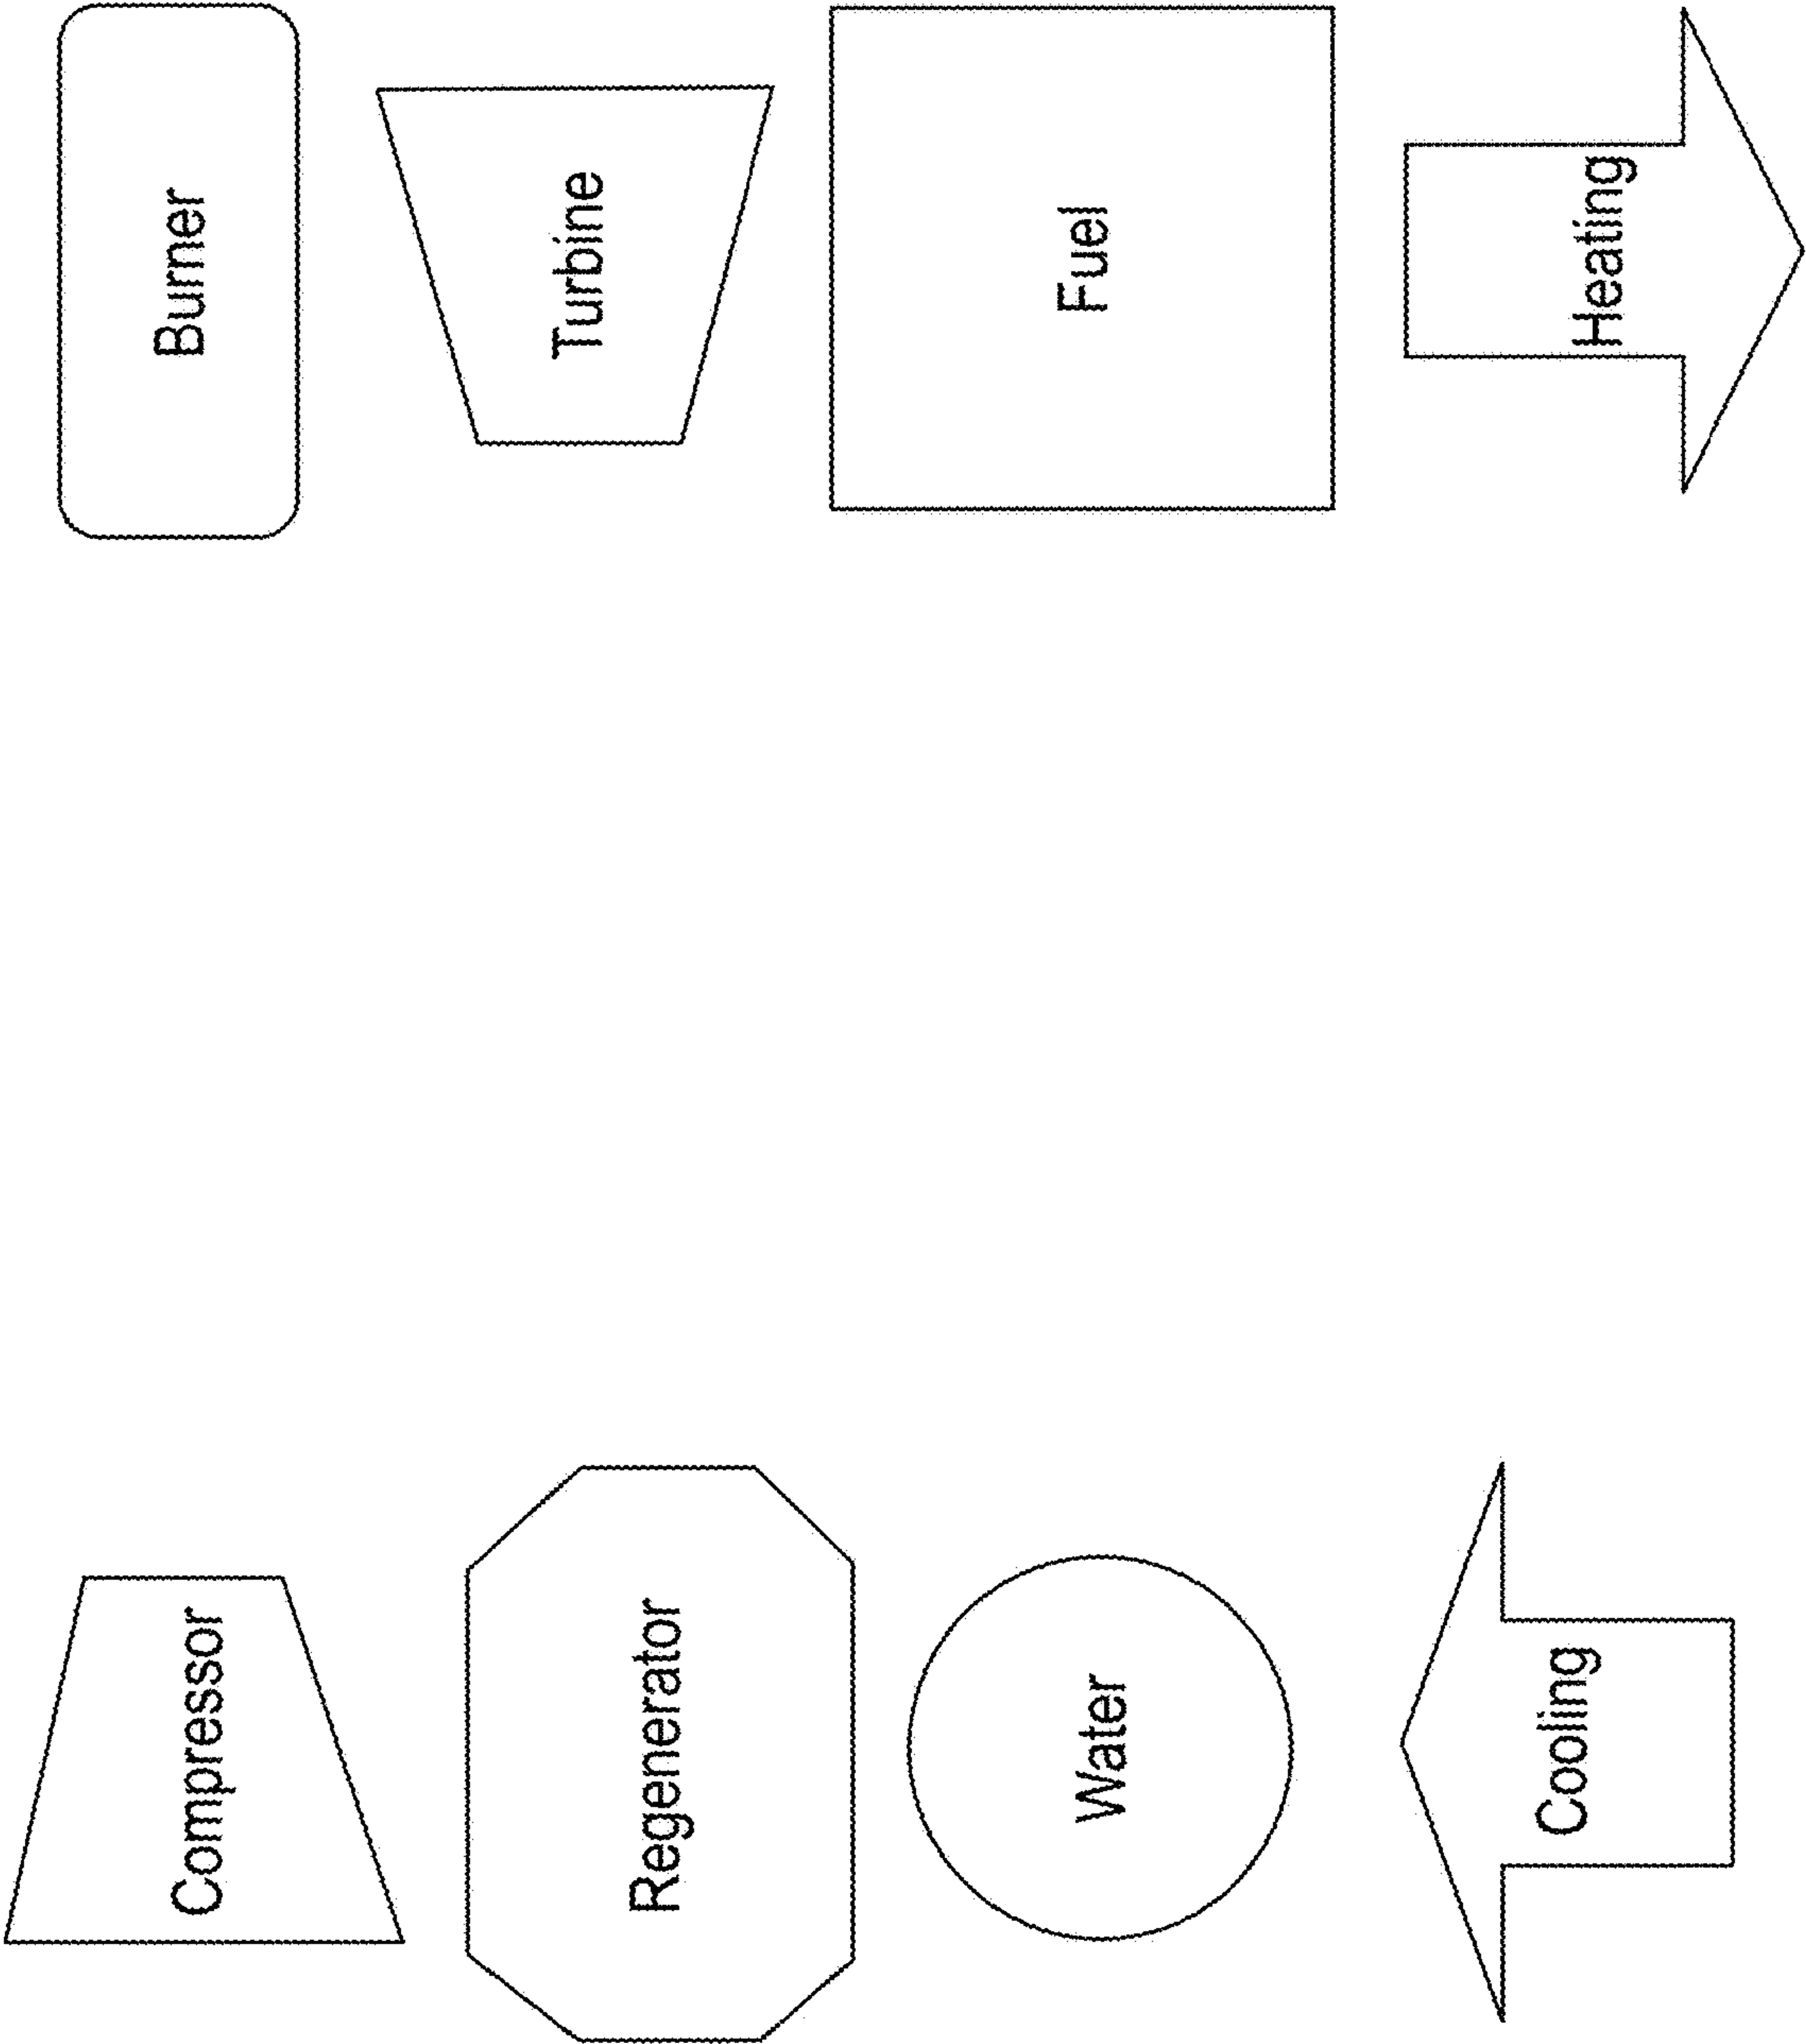 Compressor
Burner
Regenerator
Turbine
Water
Fuel
Cooling
Heating